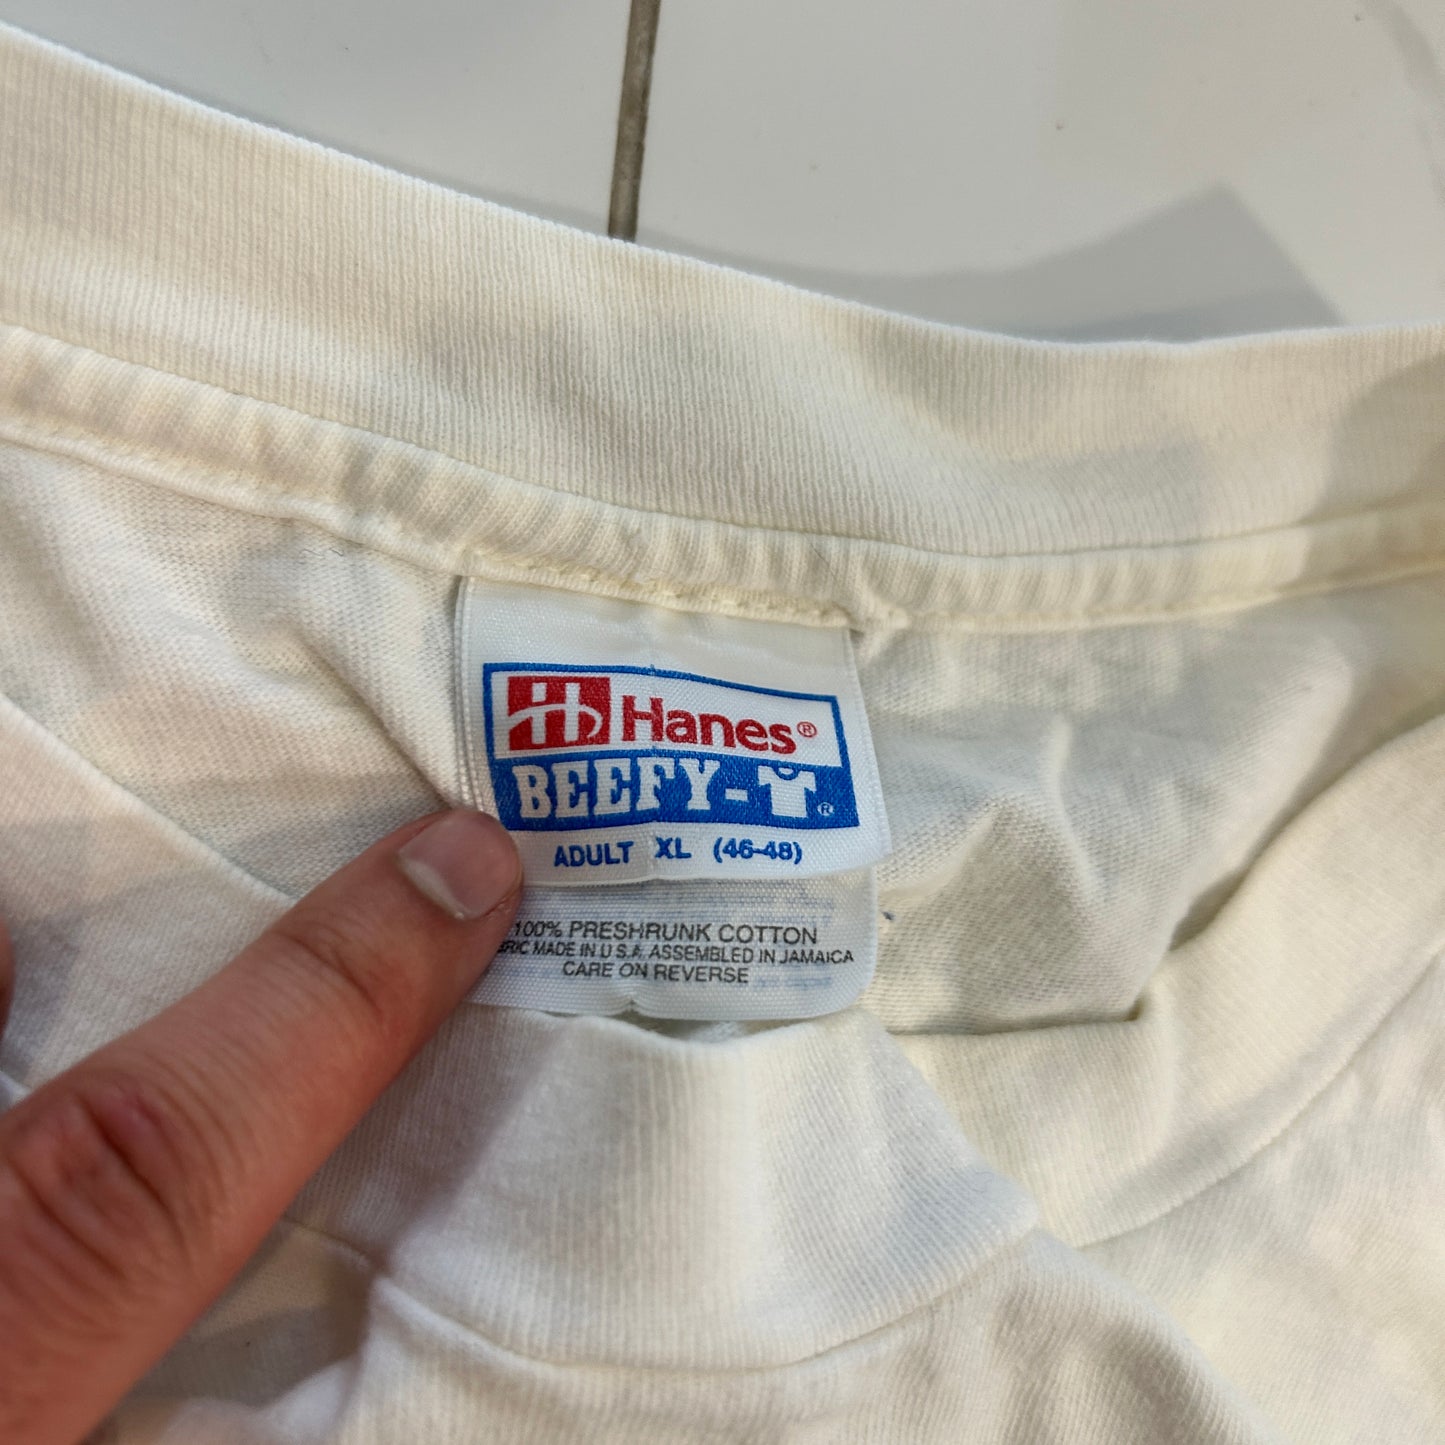 Hanes®
BEEFY-T®
ADULT XL (46-48)
100% PRESHRUNK COTTON
MADE IN U.S.A. ASSEMBLED IN JAMAICA
CARE ON REVERSE